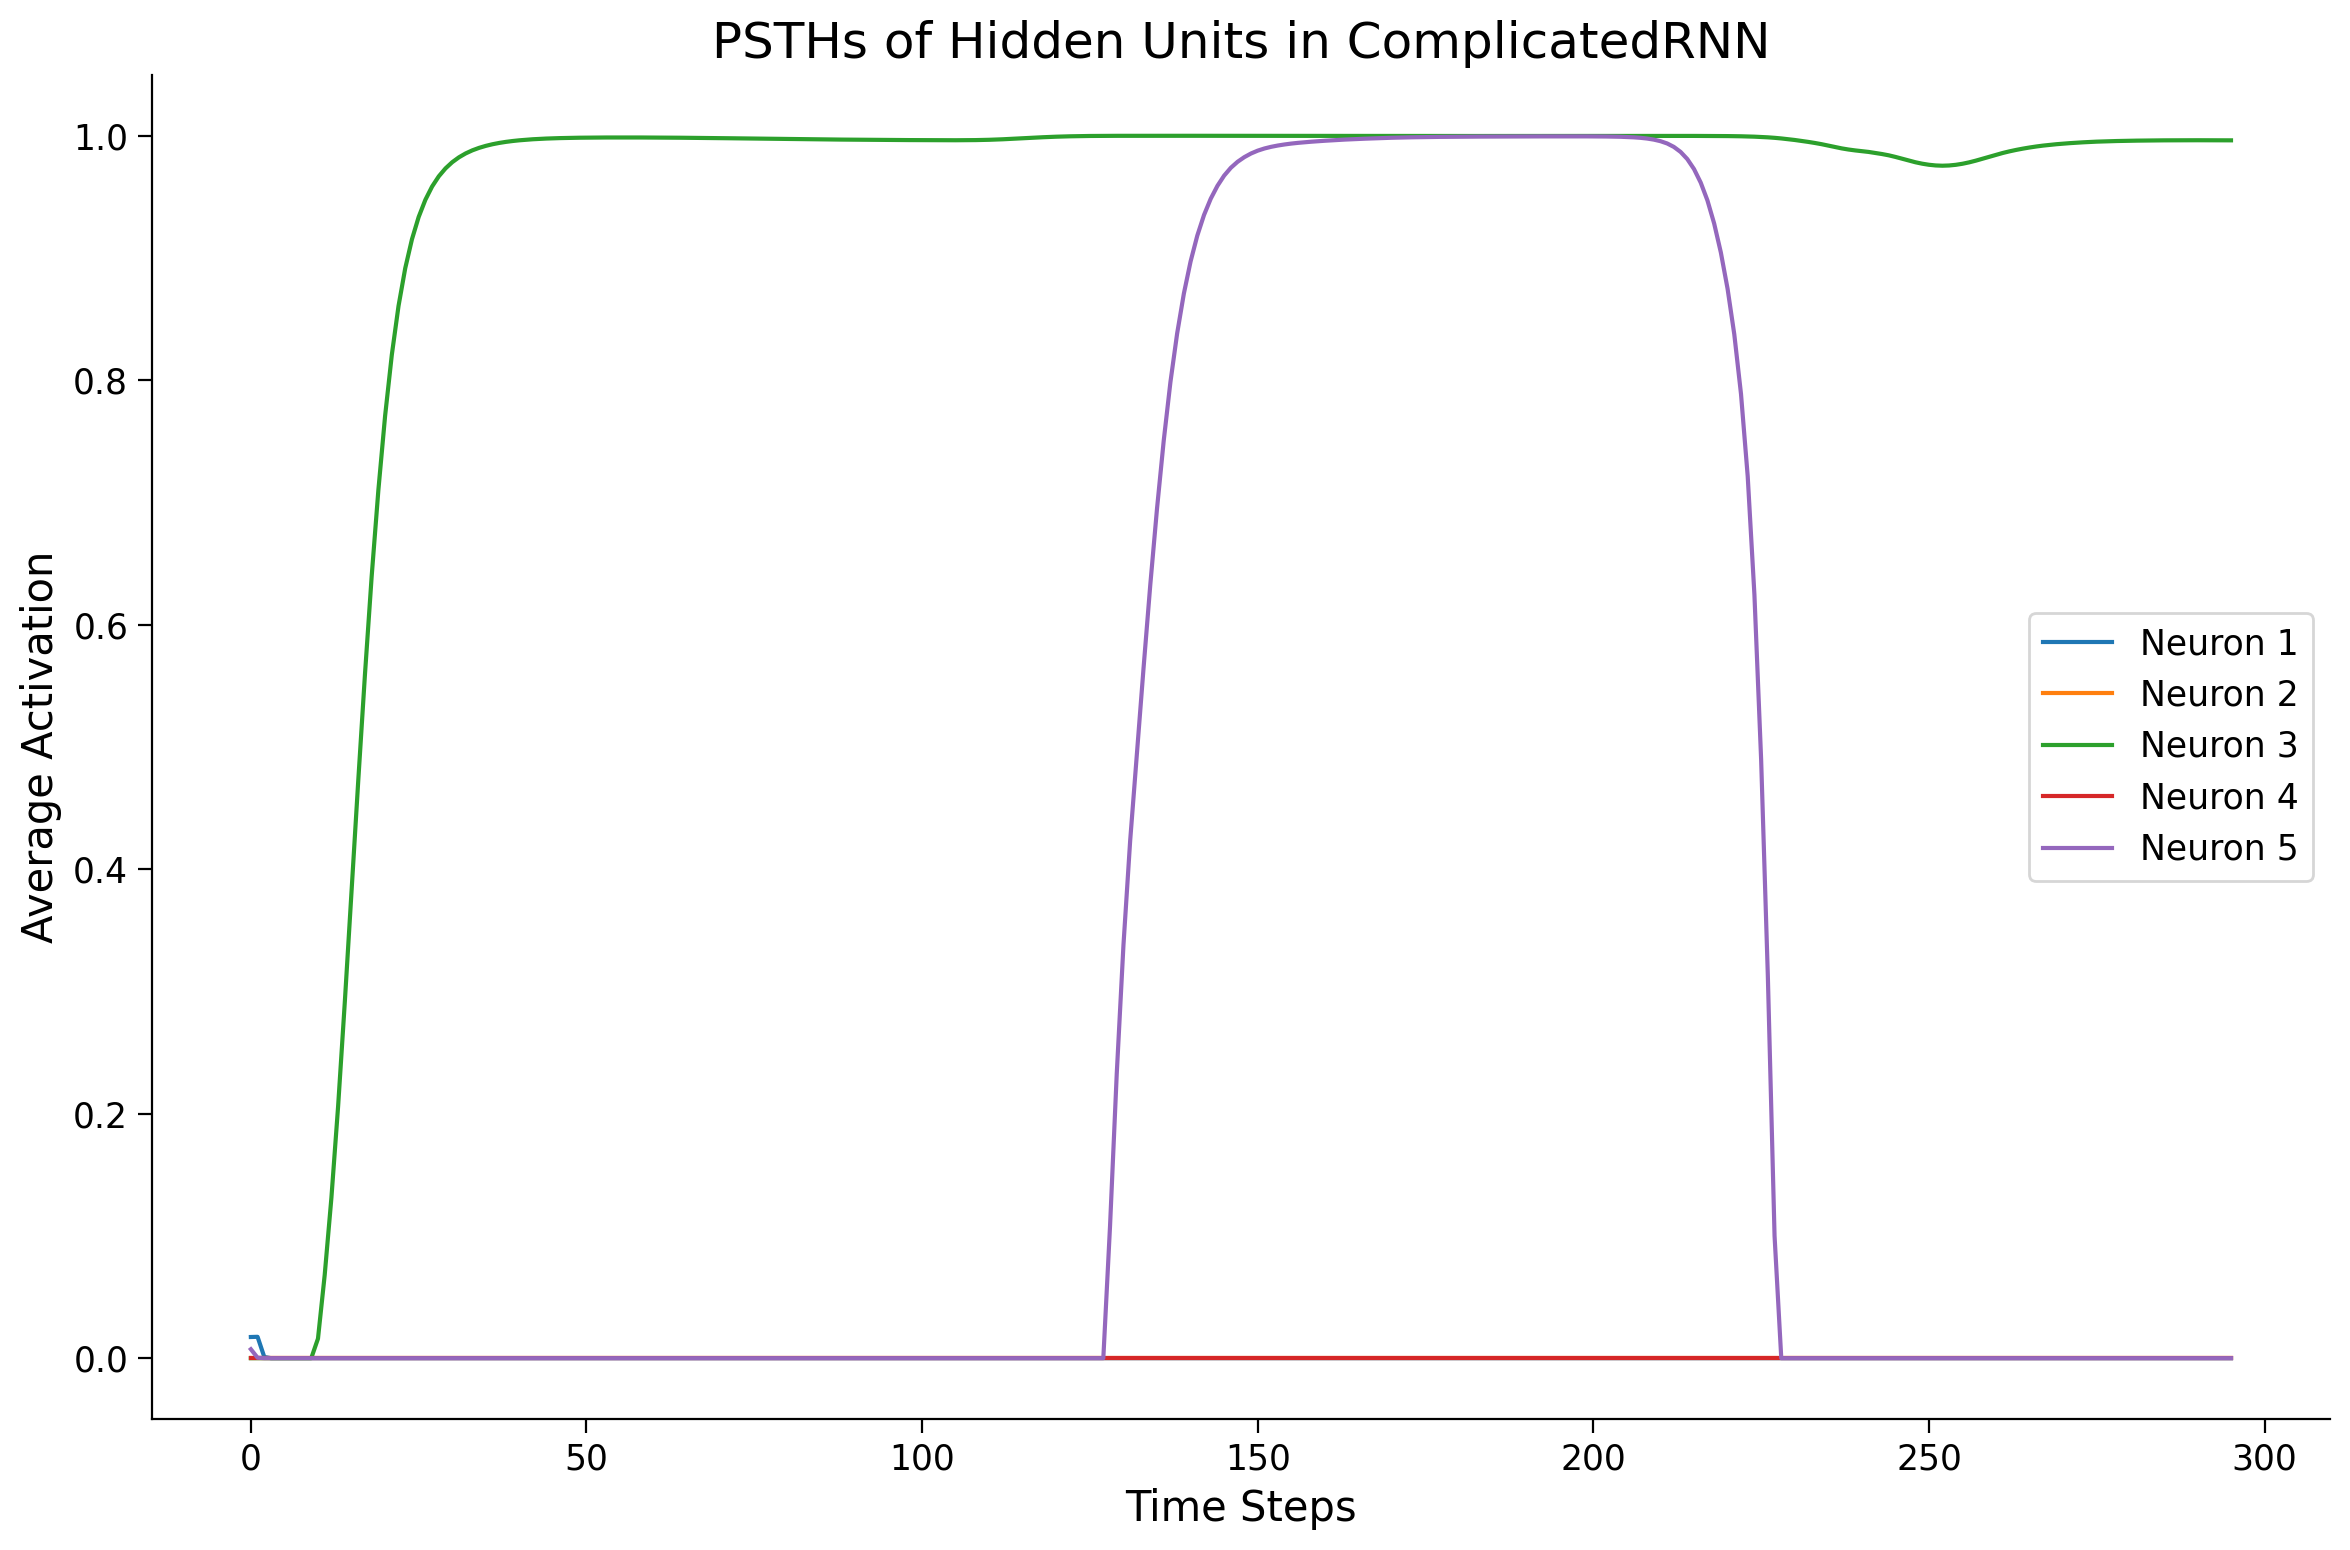 PSTHs of Hidden Units in ComplicatedRNN
Average Activation
1.0
0.8
0.6
0.4
0.2
0.0
Neuron 1
Neuron 2
Neuron 3
Neuron 4
Neuron 5
0 50 100 150 200 250 300
Time Steps